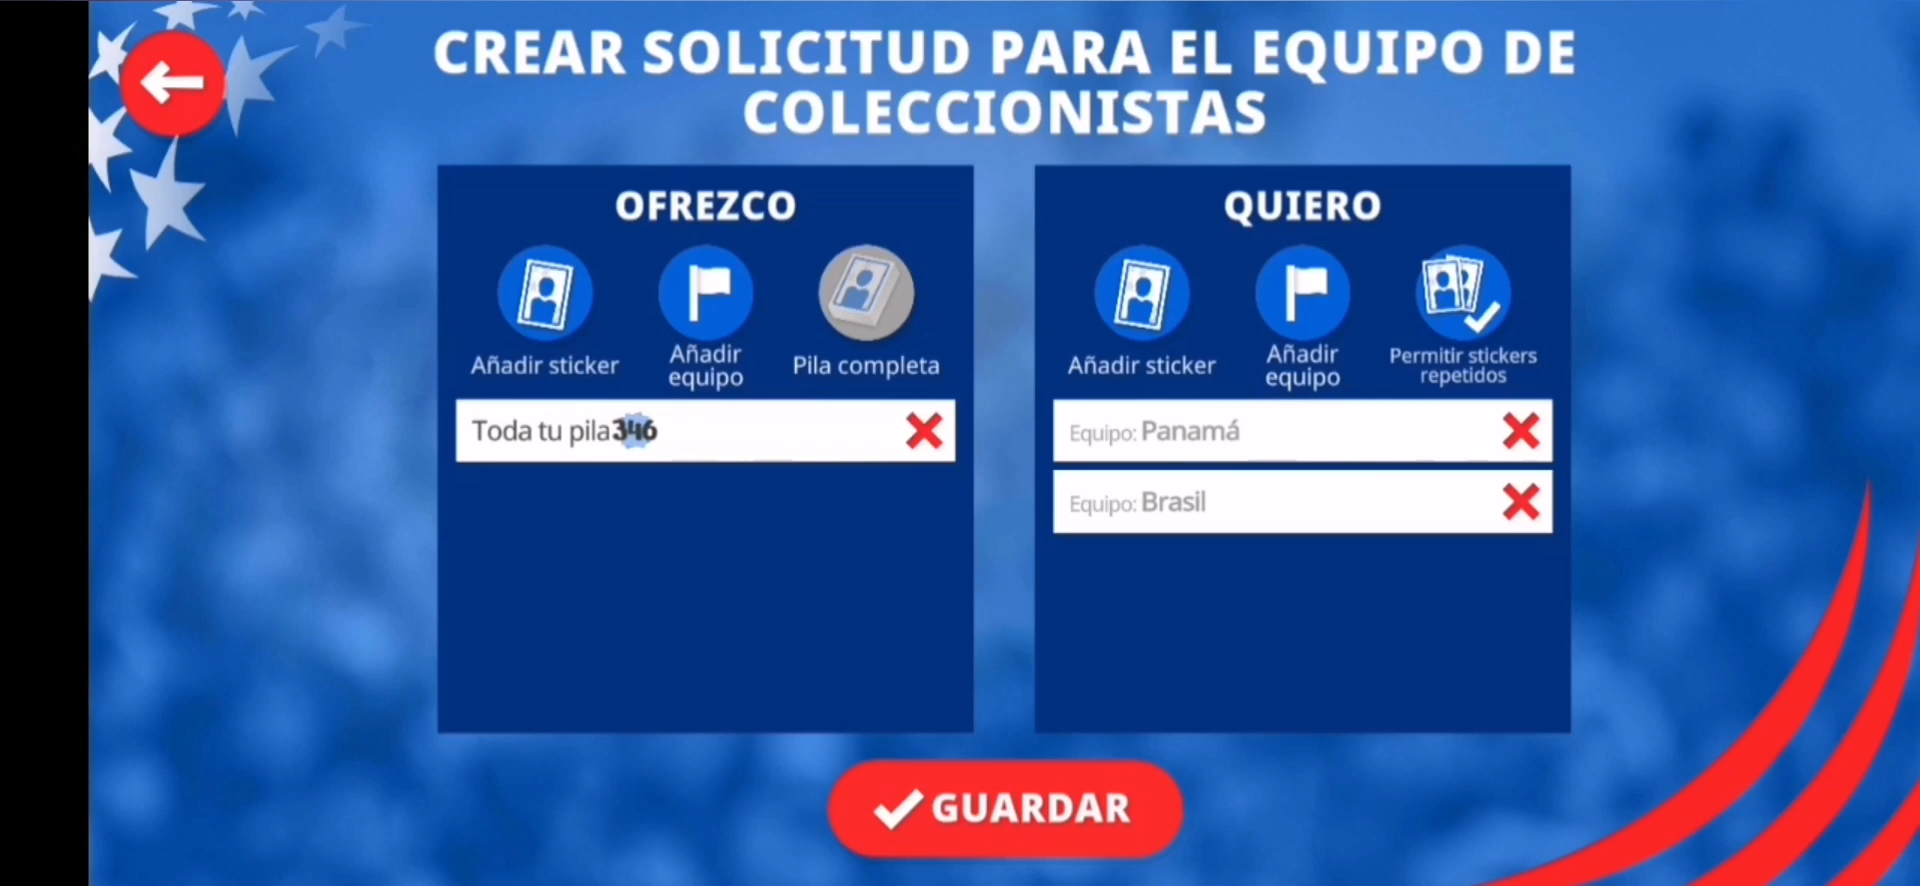 CREAR SOLICITUD PARA EL EQUIPO DE
COLECCIONISTAS
OFREZCO
Añadir sticker
Añadir
equipo
Pila completa
Toda tu pila 346
QUIERO
Añadir sticker
Añadir
equipo
Permitir stickers
repetidos
Equipo: Panamá
Equipo: Brasil
GUARDAR